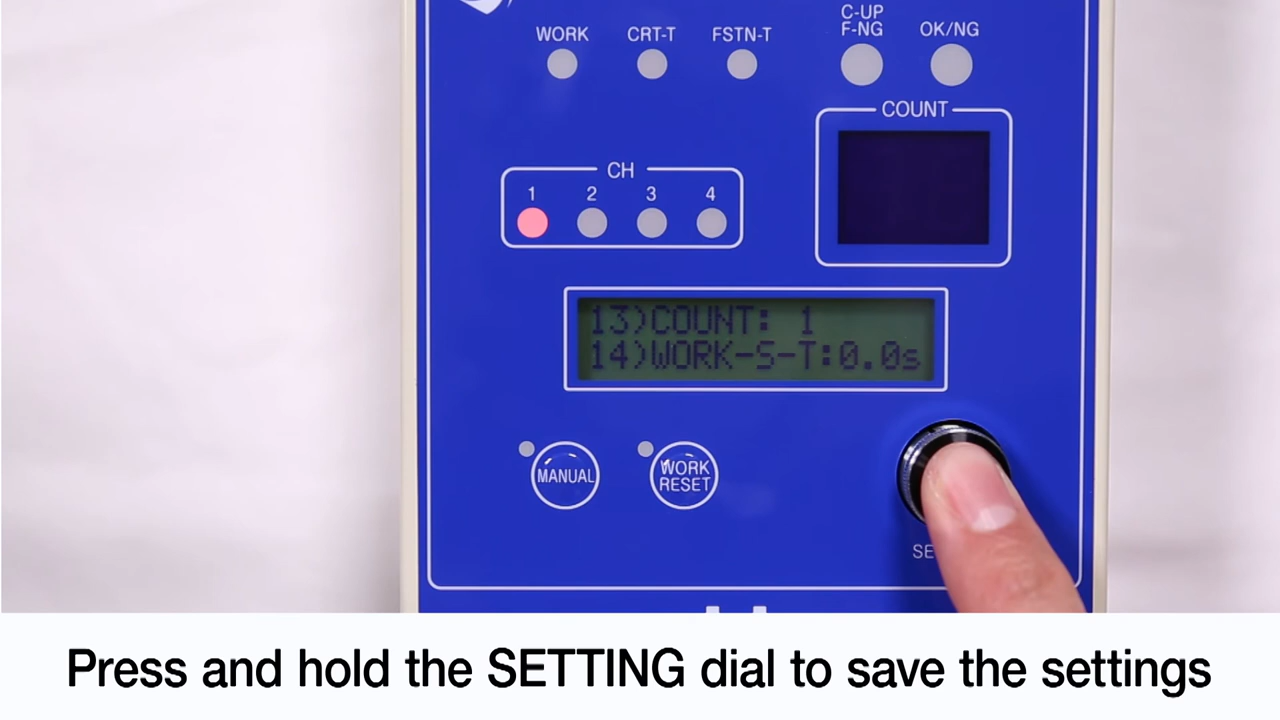 WORK CRT-T FSTN-T C-UP F-NG OK/NG
COUNT
CH
1 2 3 4
13)COUNT: 1
14)WORK-S-T:0.0s
MANUAL
WORK
RESET
Press and hold the SETTING dial to save the settings